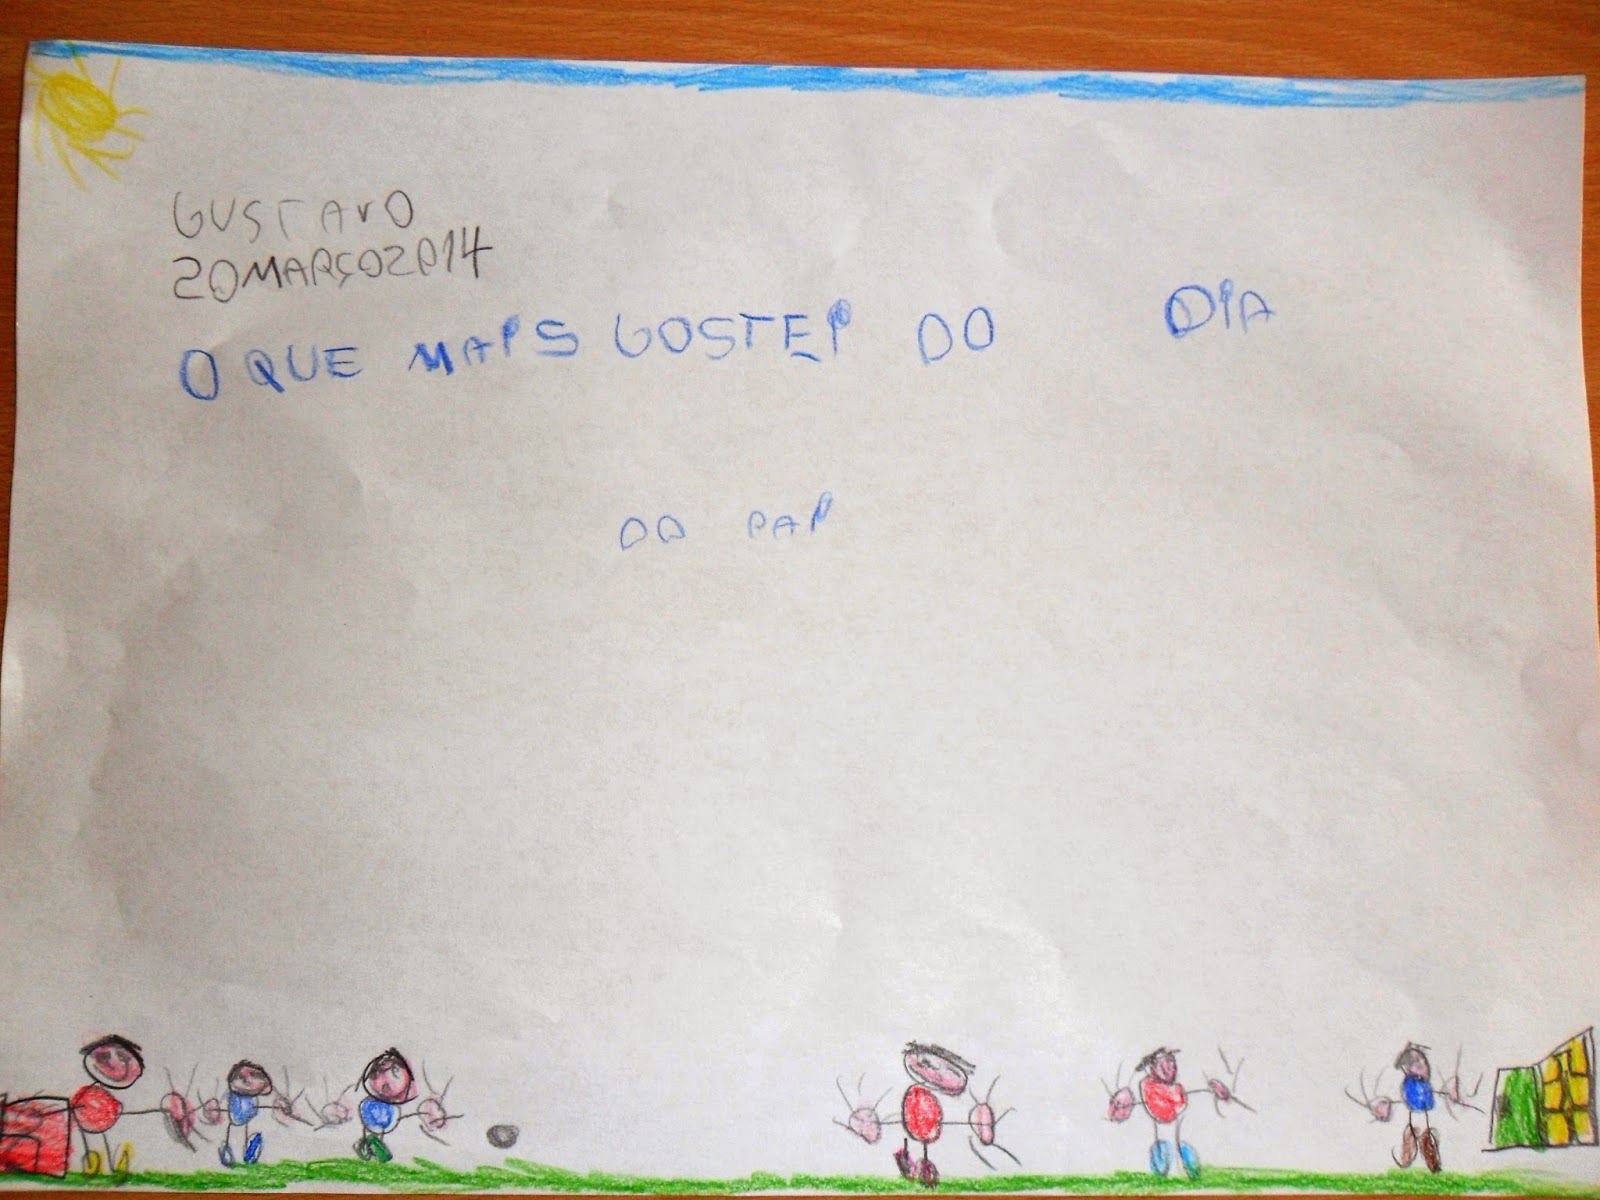 GUSTAVO
20MARÇO2014
O QUE MAIS GOSTEI DO DIA
DO PAI